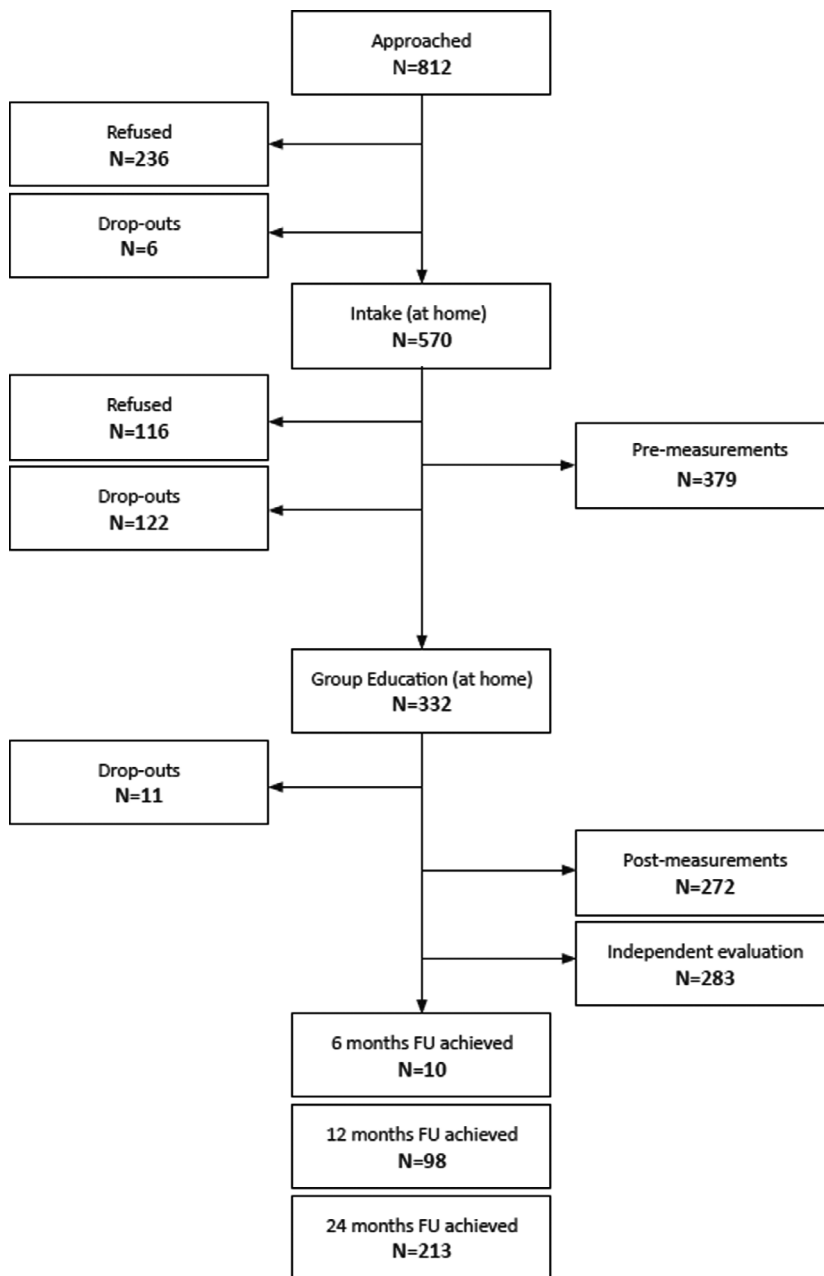 Approached
N=812
Refused
N=236
Drop-outs
N=6
Intake (at home)
N=570
Refused
N=116
Pre-measurements
N=379
Drop-outs
N=122
Group Education (at home)
N=332
Drop-outs
N=11
Post-measurements
N=272
Independent evaluation
N=283
6 months FU achieved
N=10
12 months FU achieved
N=98
24 months FU achieved
N=213